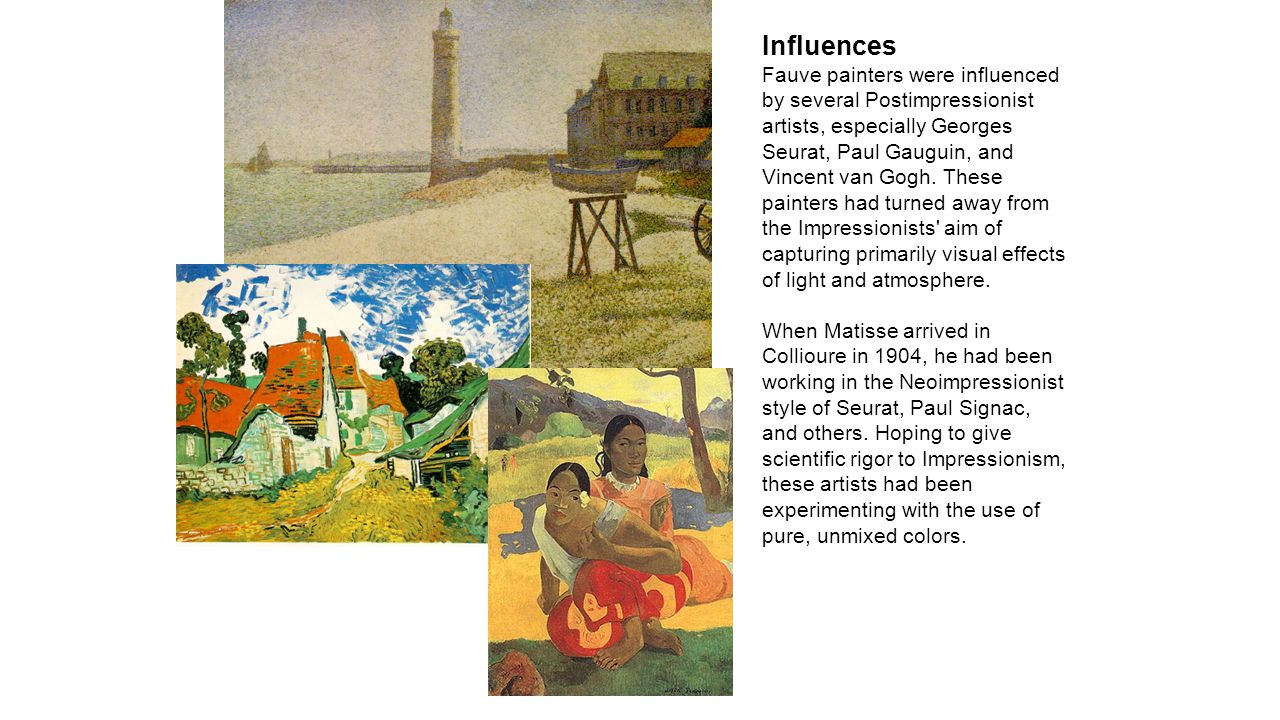 Influences
Fauve painters were influenced
by several Postimpressionist
artists, especially Georges
Seurat, Paul Gauguin, and
Vincent van Gogh. These
painters had turned away from
the Impressionists' aim of
capturing primarily visual effects
of light and atmosphere.
When Matisse arrived in
Collioure in 1904, he had been
working in the Neoimpressionist
style of Seurat, Paul Signac,
and others. Hoping to give
scientific rigor to Impressionism,
these artists had been
experimenting with the use of
pure, unmixed colors.